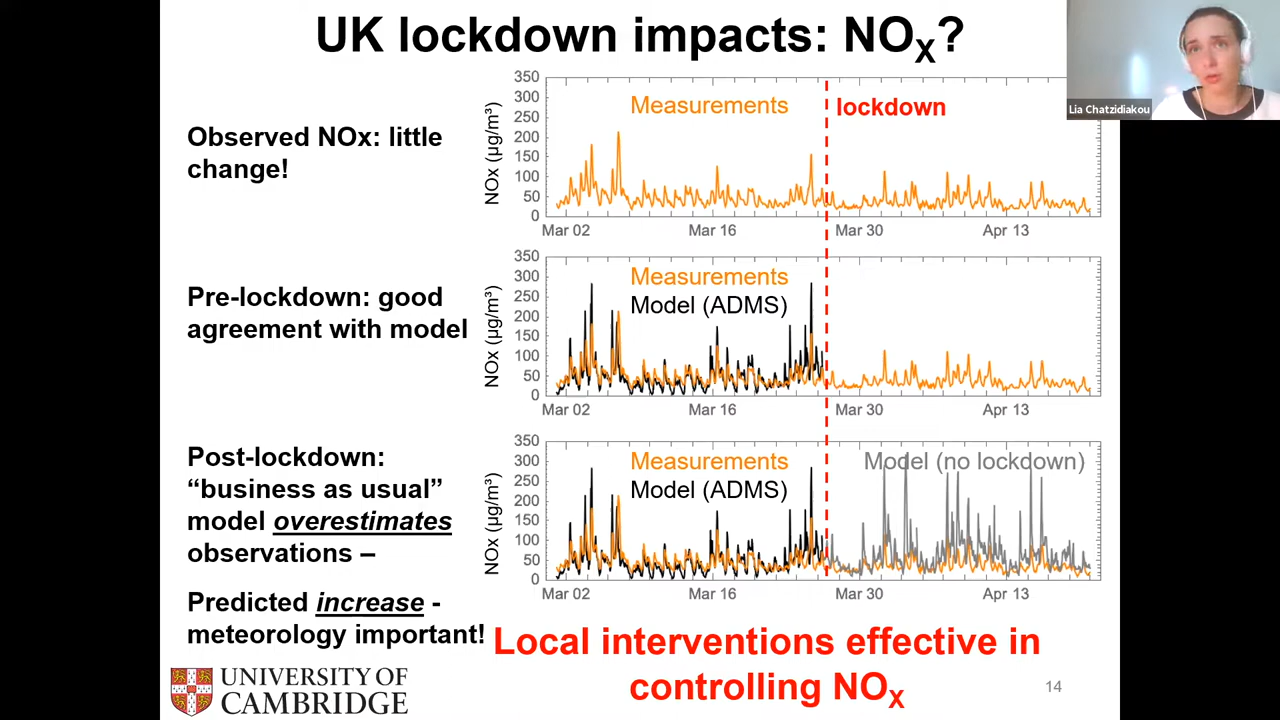 UK lockdown impacts: NOX?
Lia Chatzidiakou
Observed NOx: little
change!
350
300
250
200
150
100
50
0
NOx (µg/m³)
Measurements
lockdown
Mar 02
Mar 16
Mar 30
Apr 13
Pre-lockdown: good
agreement with model
350
300
250
200
150
100
50
0
NOx (µg/m³)
Measurements
Model (ADMS)
Mar 02
Mar 16
Mar 30
Apr 13
Post-lockdown:
“business as usual”
model overestimates
observations –
Predicted increase -
meteorology important!
350
300
250
200
150
100
50
0
NOx (µg/m³)
Measurements
Model (ADMS)
Model (no lockdown)
Mar 02
Mar 16
Mar 30
Apr 13
Local interventions effective in
controlling NOX
UNIVERSITY OF
CAMBRIDGE
14